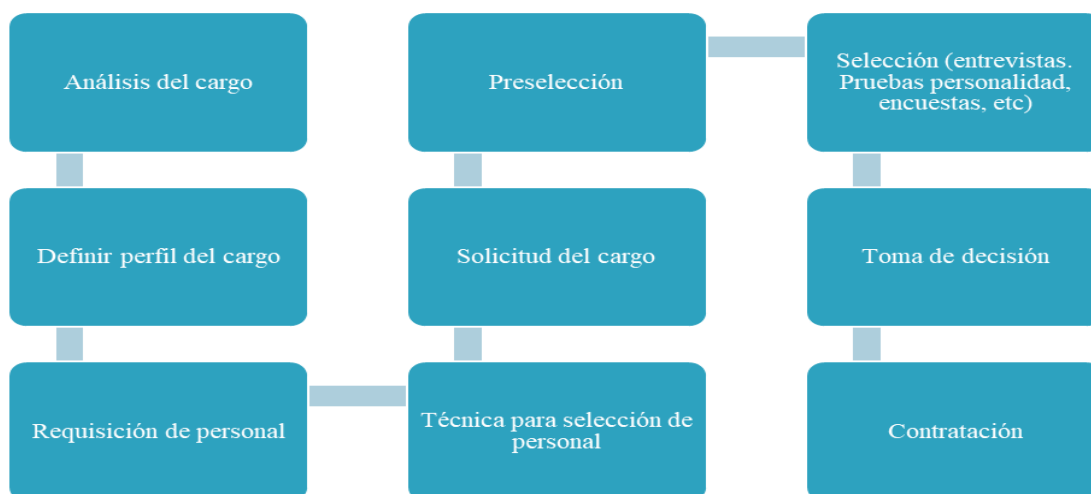 Análisis del cargo
Definir perfil del cargo
Requisición de personal
Técnica para selección de
personal
Solicitud del cargo
Preselección
Selección (entrevistas.
Pruebas personalidad,
encuestas, etc)
Toma de decisión
Contratación